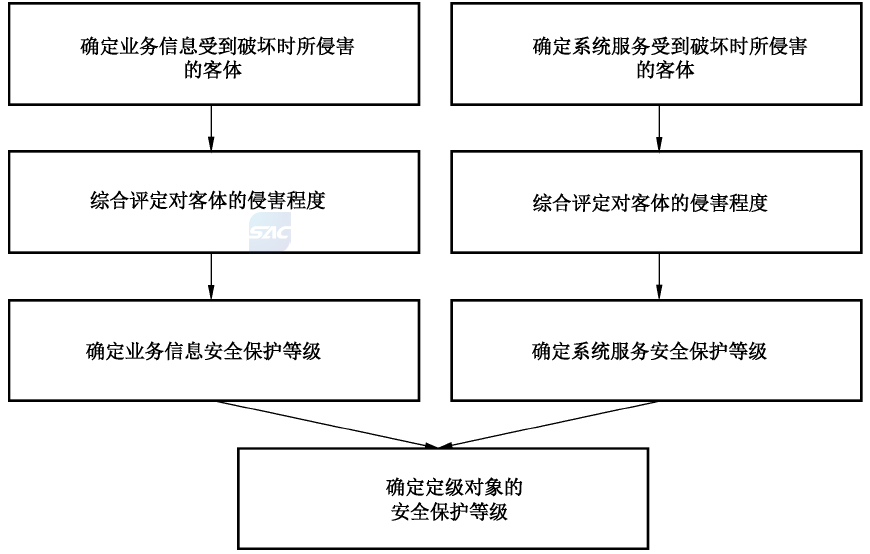 确定业务信息受到破坏时所侵害
的客体
确定系统服务受到破坏时所侵害
的客体
综合评定对客体的侵害程度
综合评定对客体的侵害程度
SAC
确定业务信息安全保护等级
确定系统服务安全保护等级
确定定级对象的
安全保护等级